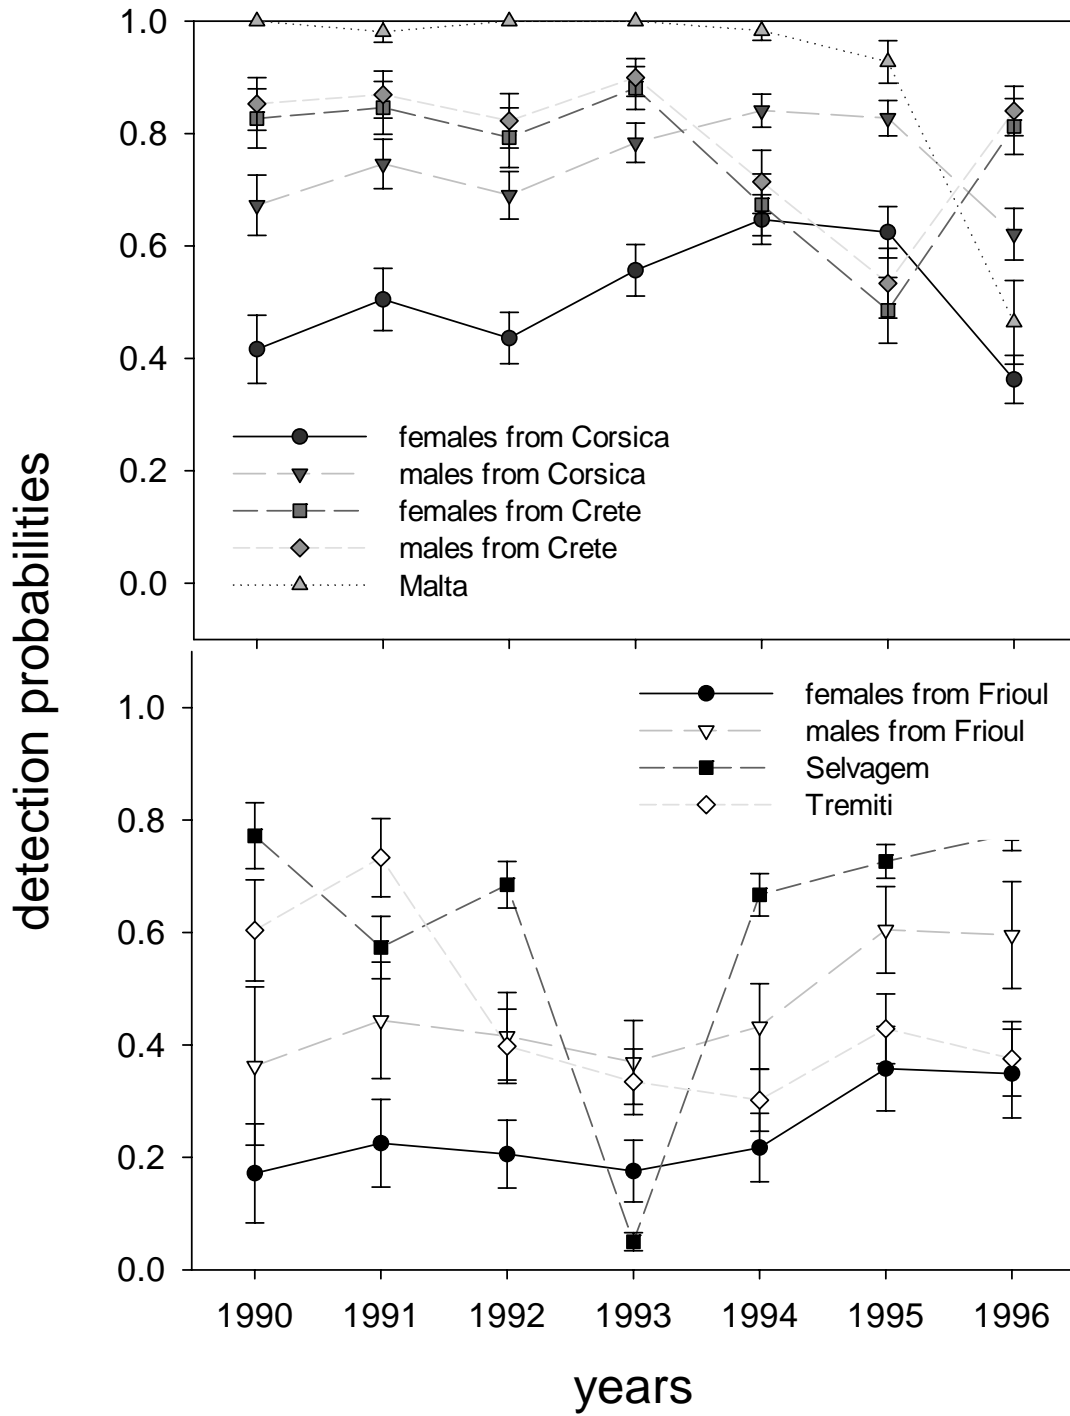 detection probabilities
1.0
0.8
0.6
0.4
0.2
0.0
females from Corsica
males from Corsica
females from Crete
males from Crete
Malta
1.0
0.8
0.6
0.4
0.2
0.0
females from Frioul
males from Frioul
Selvagem
Tremiti
1990 1991 1992 1993 1994 1995 1996
years